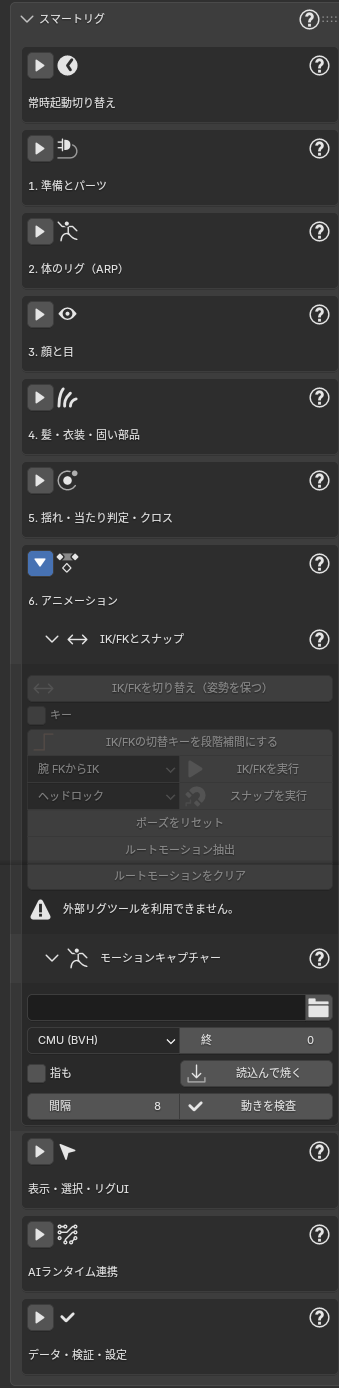 スマートリグ
常時起動切り替え
1. 準備とパーツ
2. 体のリグ（ARP）
3. 顔と目
4. 髪・衣装・固い部品
5. 揺れ・当たり判定・クロス
6. アニメーション
IK/FKとスナップ
IK/FKを切り替え（姿勢を保つ）
キー
IK/FKの切替キーを段階補間にする
腕 FKからIK IK/FKを実行
ヘッドロック スナップを実行
ポーズをリセット
ルートモーション抽出
ルートモーションをクリア
外部リグツールを利用できません。
モーションキャプチャー
CMU (BVH) 終 0
指も 読込んで焼く
間隔 8 動きを検査
表示・選択・リグUI
AIランタイム連携
データ・検証・設定